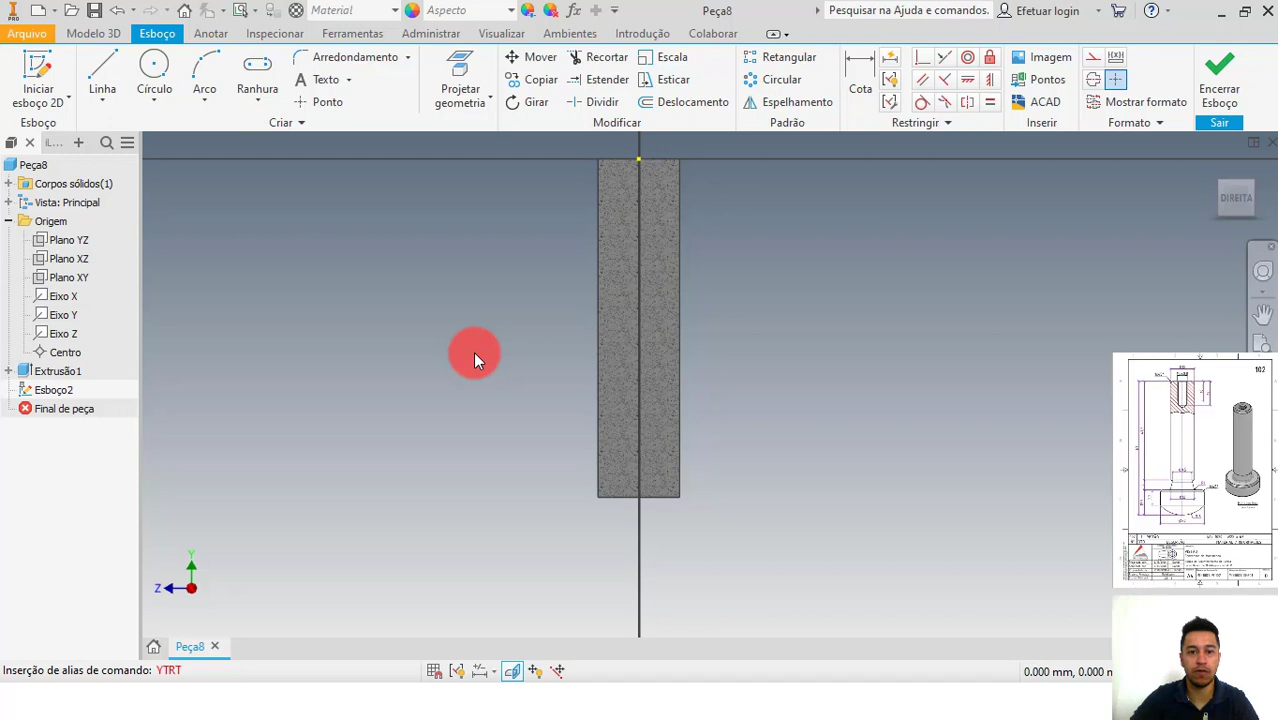 PRO
Material
Aspecto
fx
Peça8
Pesquisar na Ajuda e comandos.
Efetuar login
Arquivo
Modelo 3D
Esboço
Anotar
Inspecionar
Ferramentas
Administrar
Visualizar
Ambientes
Introdução
Colaborar
Iniciar esboço 2D
Linha
Círculo
Arco
Ranhura
Arredondamento
Texto
Ponto
Projetar geometria
Mover
Copiar
Girar
Recortar
Estender
Dividir
Escala
Esticar
Deslocamento
Retangular
Circular
Espelhamento
Cota
Imagem
Pontos
ACAD
Mostrar formato
Encerrar Esboço
Esboço
Criar
Modificar
Padrão
Restringir
Inserir
Formato
Sair
iL...
Peça8
Corpos sólidos(1)
Vista: Principal
Origem
Plano YZ
Plano XZ
Plano XY
Eixo X
Eixo Y
Eixo Z
Centro
Extrusão1
Esboço2
Final de peça
DIREITA
102
Y
Z
Peça8
Inserção de alias de comando: YTRT
0.000 mm, 0.000 m